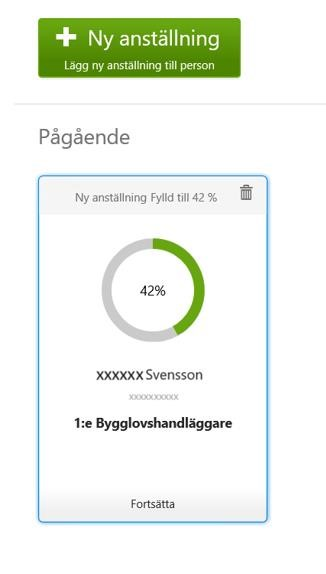 Ny anställning
Lägg ny anställning till person
Pågående
Ny anställning Fylld till 42 %
42%
xxxxxx Svensson
xxxxxxxxxx
1:e Bygglovshandläggare
Fortsätta